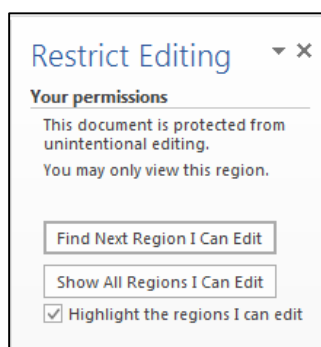 Restrict Editing
Your permissions
This document is protected from
unintentional editing.
You may only view this region.
Find Next Region I Can Edit
Show All Regions I Can Edit
Highlight the regions I can edit